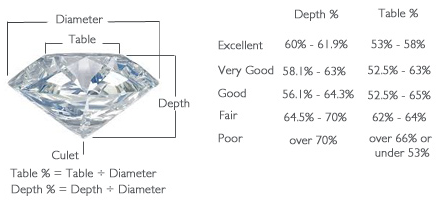 Diameter
Table
Depth
Culet
Table % = Table ÷ Diameter
Depth % = Depth ÷ Diameter
Depth % Table %
Excellent 60% - 61.9% 53% - 58%
Very Good 58.1% - 63% 52.5% - 63%
Good 56.1% - 64.3% 52.5% - 65%
Fair 64.5% - 70% 62% - 64%
Poor over 70% over 66% or
under 53%